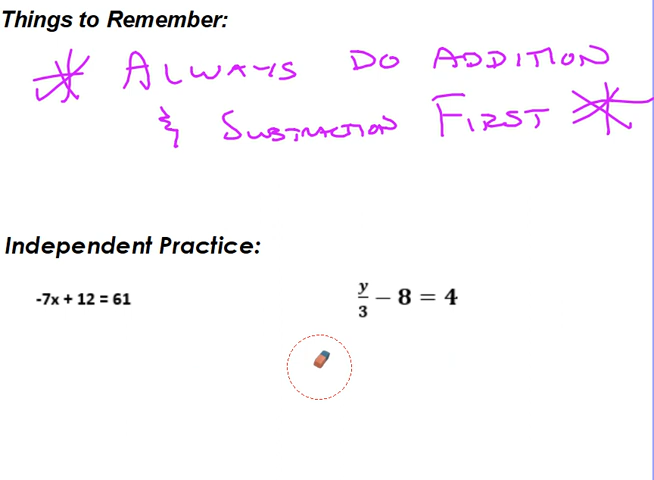 Things to Remember:
* ALWAYS DO ADDITION
& SUBTRACTION FIRST *
Independent Practice:
-7x + 12 = 61
y/3 − 8 = 4